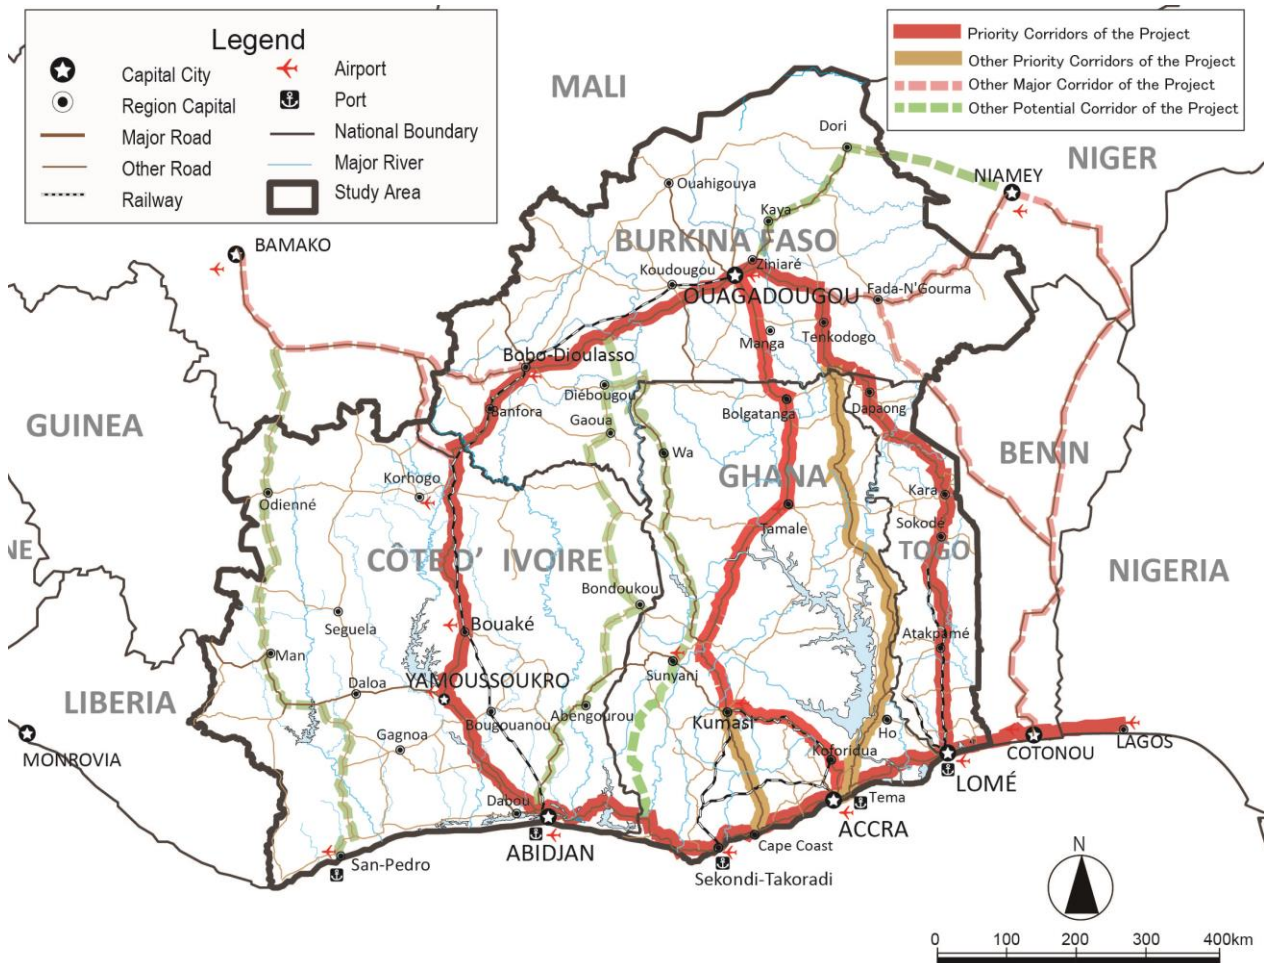 Legend
Capital City
Airport
Region Capital
Port
Major Road
National Boundary
Other Road
Major River
Railway
Study Area
Priority Corridors of the Project
Other Priority Corridors of the Project
Other Major Corridor of the Project
Other Potential Corridor of the Project
MALI
Dori
NIGER
NIAMEY
Ouahigouya
Kaya
BURKINA FASO
BAMAKO
Ziniaré
Koudougou
OUAGADOUGOU
Fada-N'Gourma
Manga
Tenkodogo
Bobo-Dioulasso
Diébougou
Banfora
Bolgatanga
Dapaong
Gaoua
GUINEA
BENIN
Wa
GHANA
Korhogo
Kara
Odienné
Tamale
Sokodé
NE
CÔTE D' IVOIRE
TOGO
NIGERIA
Bondoukou
Seguela
Bouaké
Atakpamé
Man
Sunyani
LIBERIA
Daloa
YAMOUSSOUKRO
Abengourou
Bougouanou
Kumasi
Ho
Gagnoa
MONROVIA
Koforidua
COTONOU
LAGOS
LOMÉ
Dabou
Tema
ACCRA
ABIDJAN
Cape Coast
San-Pedro
Sekondi-Takoradi
N
0 100 200 300 400km